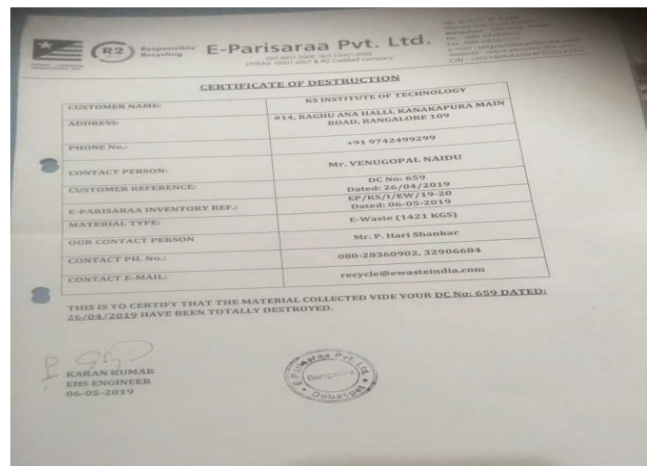 R2
Responsible
Recycling
E-Parisaraa Pvt. Ltd.
CERTIFICATE OF DESTRUCTION
CUSTOMER NAME: KS INSTITUTE OF TECHNOLOGY
ADDRESS: #14, RAGHU ANA HALLI, KANAKAPURA MAIN
ROAD, BANGALORE 109
PHONE No.: +91 9742499299
CONTACT PERSON: Mr. VENUGOPAL NAIDU
CUSTOMER REFERENCE: DC No: 659
Dated: 26/04/2019
E-PARISARAA INVENTORY REF.: EP/KS/I/EW/19-20
Dated: 06-05-2019
MATERIAL TYPE: E-Waste (1421 KGS)
OUR CONTACT PERSON Mr. P. Hari Shankar
CONTACT PH. No.: 080-28360902, 32906684
CONTACT E-MAIL: recycle@ewasteindia.com
THIS IS TO CERTIFY THAT THE MATERIAL COLLECTED VIDE YOUR DC No: 659 DATED:
26/04/2019 HAVE BEEN TOTALLY DESTROYED.
KARAN KUMAR
EHS ENGINEER
06-05-2019
E-Parisaraa Pvt. Ltd.
Bangalore
Dobaspet